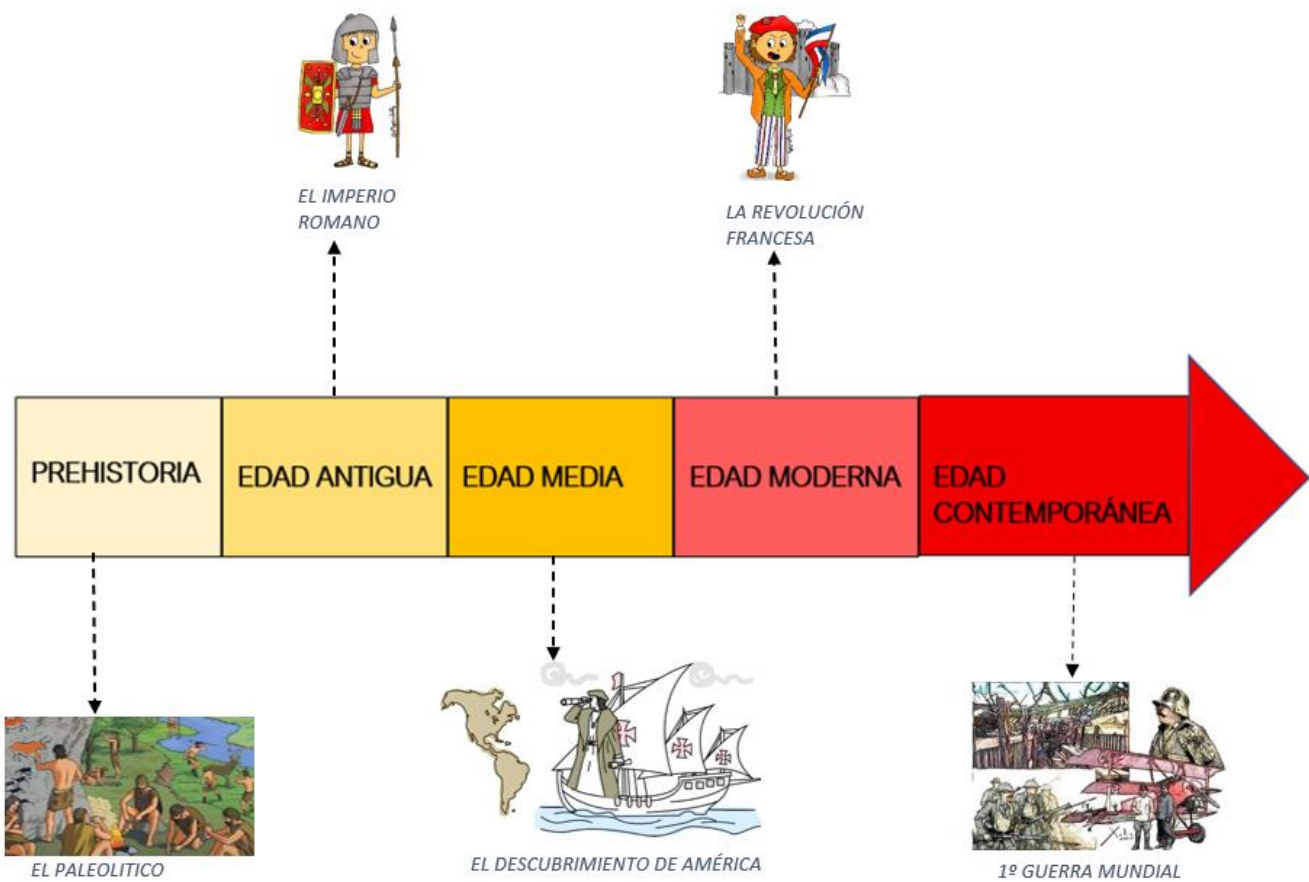 EL IMPERIO
ROMANO
LA REVOLUCIÓN
FRANCESA
PREHISTORIA
EDAD ANTIGUA
EDAD MEDIA
EDAD MODERNA
EDAD
CONTEMPORÁNEA
EL PALEOLITICO
EL DESCUBRIMIENTO DE AMÉRICA
1º GUERRA MUNDIAL